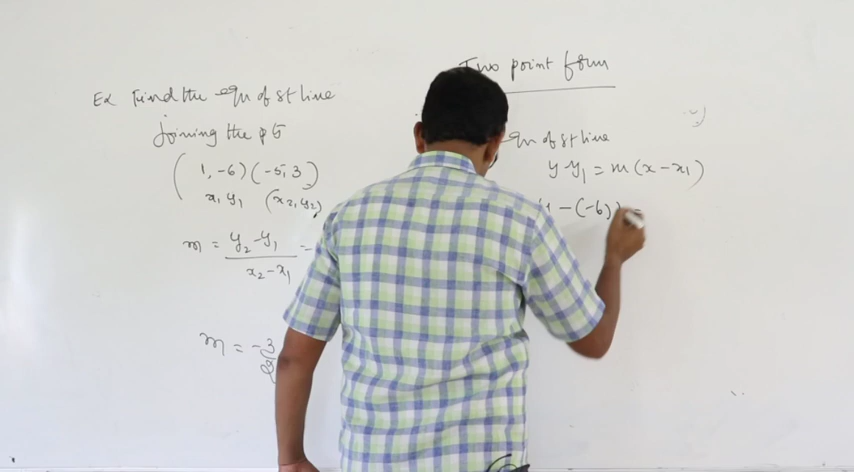 Two point form
Ex Find the eqn of st line
joining the pts
(1, -6) (-5, 3)
x₁ y₁ (x₂, y₂)
m = y₂-y₁ =
x₂-x₁
m = -3
eqn of st line
y-y₁ = m(x-x₁)
y-(-6)) =